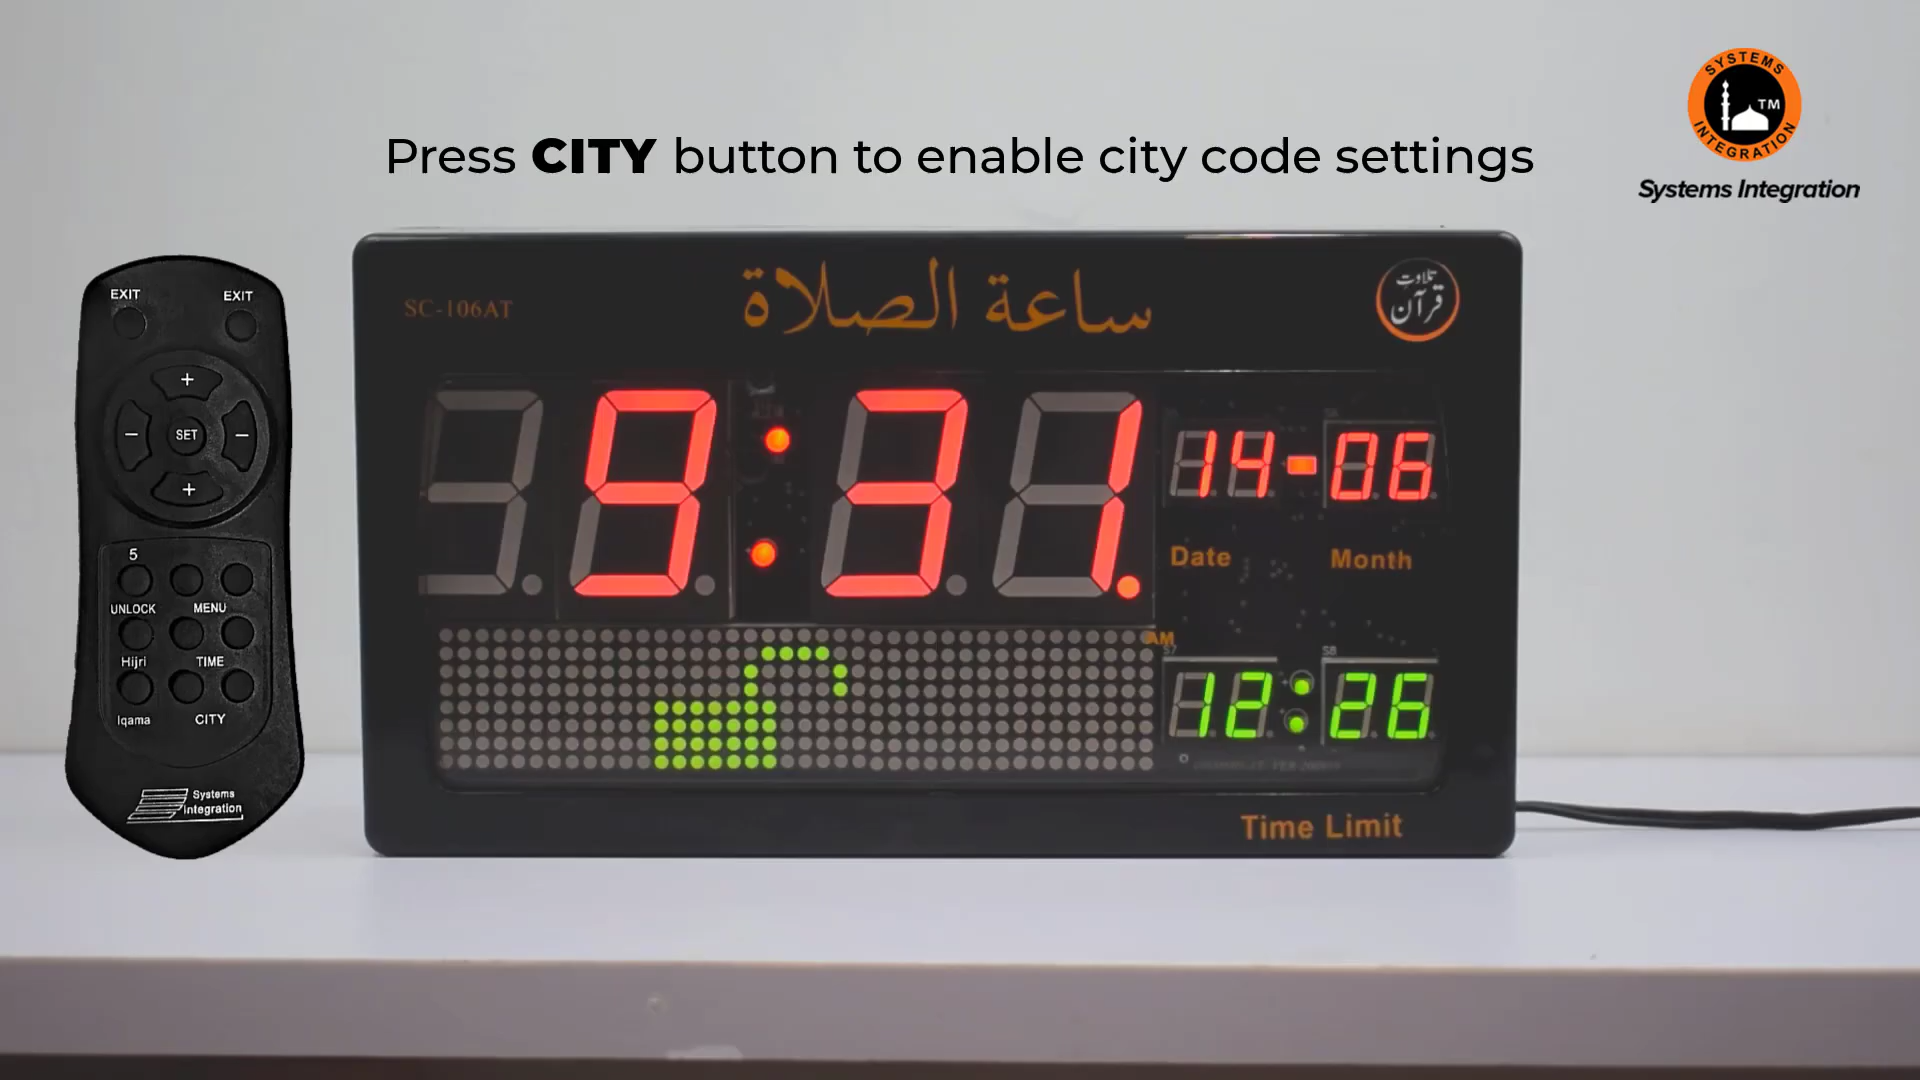 Press CITY button to enable city code settings
SYSTEMS
INTEGRATION
TM
Systems Integration
SC-106AT
ساعة الصلاة
تلاوت
قرآن
9:31
14-06
Date
Month
AM
S7
S8
12:26
Time Limit
EXIT
EXIT
+
−
SET
−
+
5
UNLOCK
MENU
Hijri
TIME
Iqama
CITY
Systems
Integration